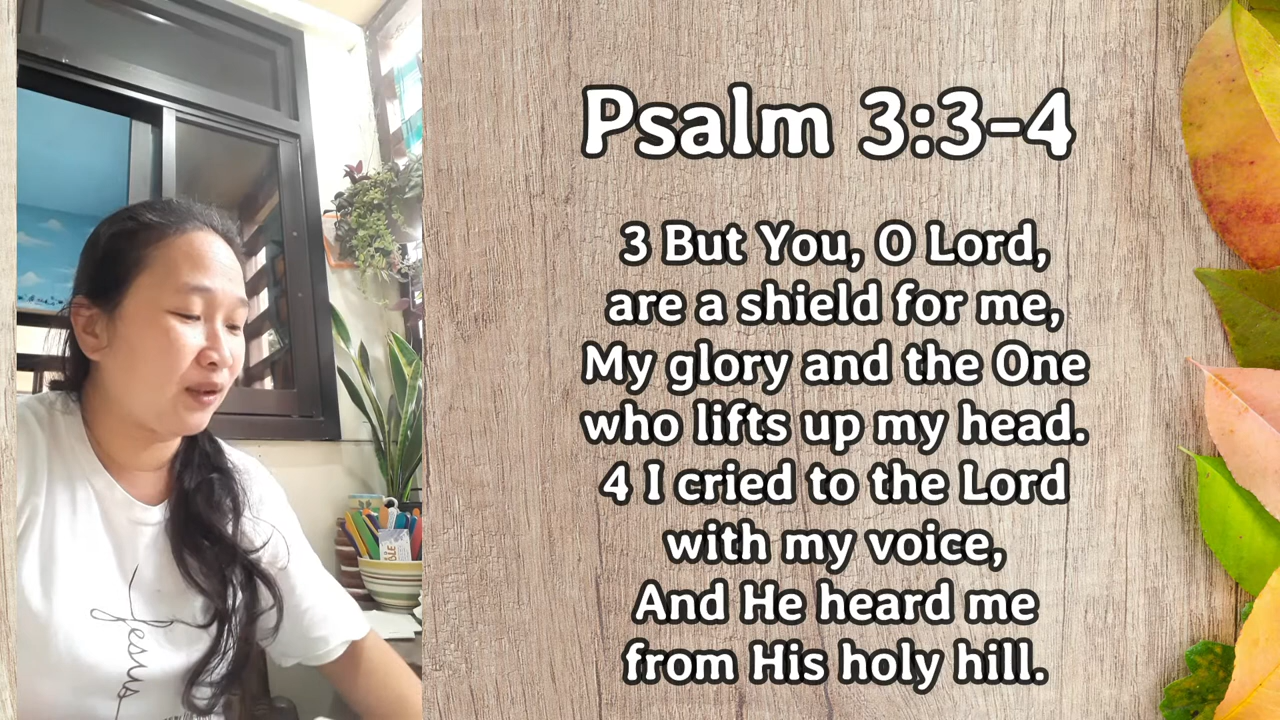 Psalm 3:3-4
3 But You, O Lord,
are a shield for me,
My glory and the One
who lifts up my head.
4 I cried to the Lord
with my voice,
And He heard me
from His holy hill.
Jesus